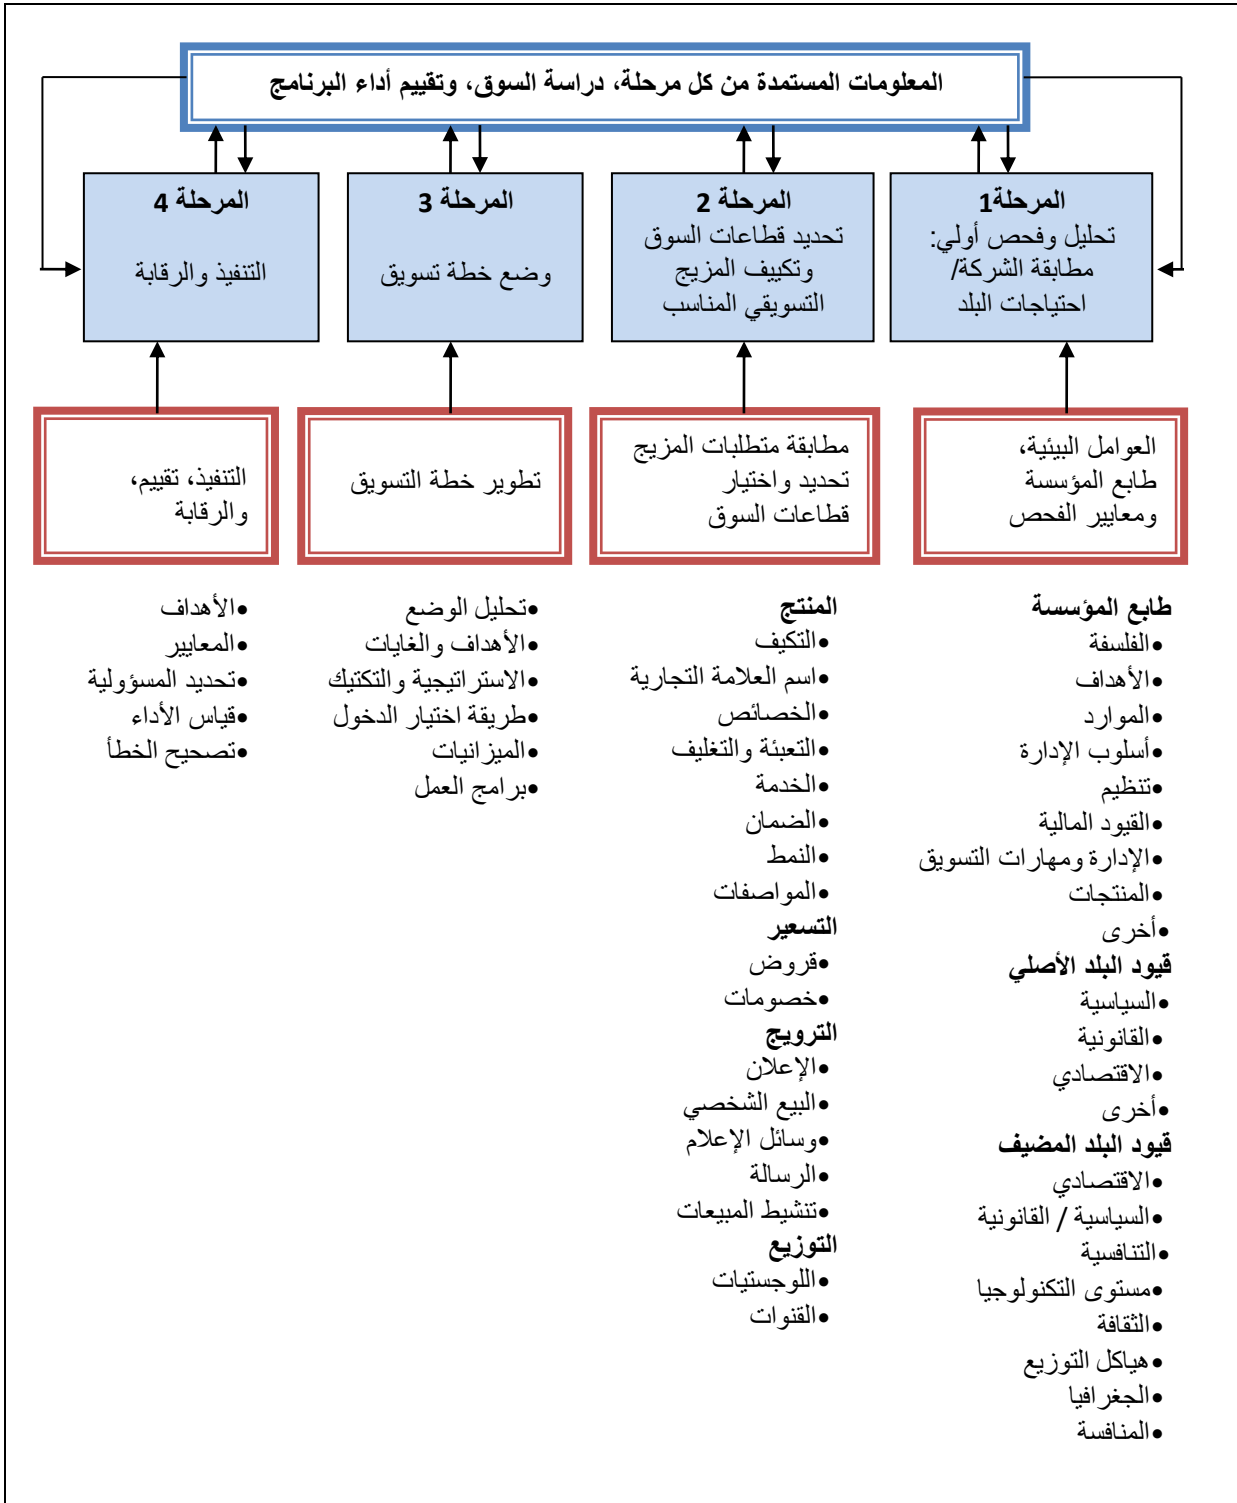 المعلومات المستمدة من كل مرحلة، دراسة السوق، وتقييم أداء البرنامج
المرحلة1
تحليل وفحص أولي:
مطابقة الشركة/
احتياجات البلد
المرحلة 2
تحديد قطاعات السوق
وتكييف المزيج
التسويقي المناسب
المرحلة 3
وضع خطة تسويق
المرحلة 4
التنفيذ والرقابة
العوامل البيئية،
طابع المؤسسة
ومعايير الفحص
مطابقة متطلبات المزيج
تحديد واختيار
قطاعات السوق
تطوير خطة التسويق
التنفيذ، تقييم،
والرقابة
طابع المؤسسة
•الفلسفة
•الأهداف
•الموارد
•أسلوب الإدارة
•تنظيم
•القيود المالية
•الإدارة ومهارات التسويق
•المنتجات
•أخرى
قيود البلد الأصلي
•السياسية
•القانونية
•الاقتصادي
•أخرى
قيود البلد المضيف
•الاقتصادي
•السياسية / القانونية
•التنافسية
•مستوى التكنولوجيا
•الثقافة
•هياكل التوزيع
•الجغرافيا
•المنافسة
المنتج
•التكيف
•اسم العلامة التجارية
•الخصائص
•التعبئة والتغليف
•الخدمة
•الضمان
•النمط
•المواصفات
التسعير
•قروض
•خصومات
الترويج
•الإعلان
•البيع الشخصي
•وسائل الإعلام
•الرسالة
•تنشيط المبيعات
التوزيع
•اللوجستيات
•القنوات
•تحليل الوضع
•الأهداف والغايات
•الاستراتيجية والتكتيك
•طريقة اختيار الدخول
•الميزانيات
•برامج العمل
•الأهداف
•المعايير
•تحديد المسؤولية
•قياس الأداء
•تصحيح الخطأ